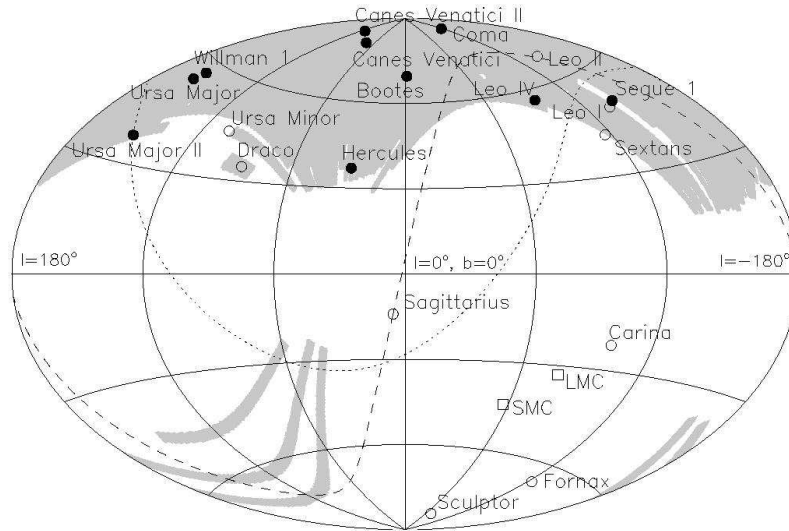 Canes Venatici II
Coma
Willman 1
Canes Venatici
Leo II
Ursa Major
Bootes
Leo IV
Segue 1
Leo I
Ursa Minor
Ursa Major II
Draco
Hercules
Sextans
l=180°
l=0°, b=0°
l=-180°
Sagittarius
Carina
LMC
SMC
Fornax
Sculptor